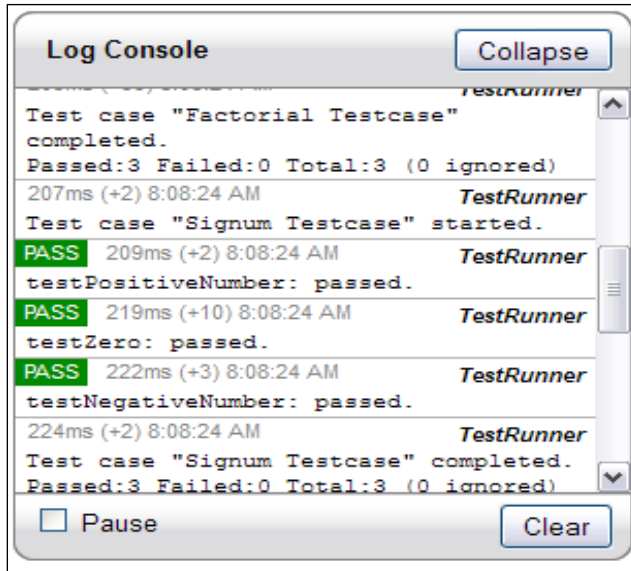 Log Console
Collapse
TestRunner
Test case "Factorial Testcase"
completed.
Passed:3 Failed:0 Total:3 (0 ignored)
207ms (+2) 8:08:24 AM TestRunner
Test case "Signum Testcase" started.
PASS 209ms (+2) 8:08:24 AM TestRunner
testPositiveNumber: passed.
PASS 219ms (+10) 8:08:24 AM TestRunner
testZero: passed.
PASS 222ms (+3) 8:08:24 AM TestRunner
testNegativeNumber: passed.
224ms (+2) 8:08:24 AM TestRunner
Test case "Signum Testcase" completed.
Passed:3 Failed:0 Total:3 (0 ignored)
Pause
Clear